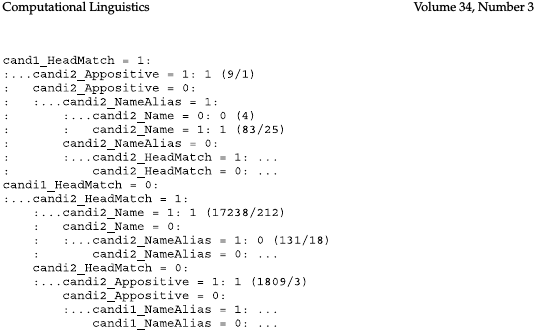 Computational Linguistics Volume 34, Number 3
cand1_HeadMatch = 1:
:...candi2_Appositive = 1: 1 (9/1)
:   candi2_Appositive = 0:
:   :...candi2_NameAlias = 1:
:       :...candi2_Name = 0: 0 (4)
:       :   candi2_Name = 1: 1 (83/25)
:       candi2_NameAlias = 0:
:       :...candi2_HeadMatch = 1: ...
:           candi2_HeadMatch = 0: ...
candi1_HeadMatch = 0:
:...candi2_HeadMatch = 1:
    :...candi2_Name = 1: 1 (17238/212)
    :   candi2_Name = 0:
    :   :...candi2_NameAlias = 1: 0 (131/18)
    :       candi2_NameAlias = 0: ...
    candi2_HeadMatch = 0:
    :...candi2_Appositive = 1: 1 (1809/3)
        candi2_Appositive = 0:
        :...candi1_NameAlias = 1: ...
            candi1_NameAlias = 0: ...